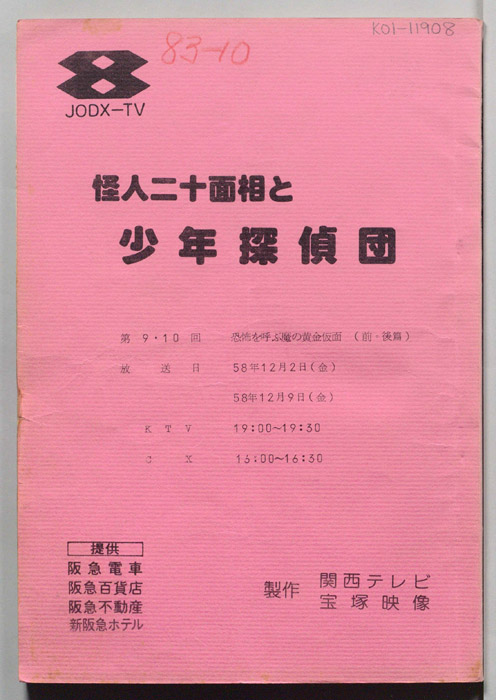 83-10
K01-11908
8
JODX-TV
怪人二十面相と
少年探偵団
第9・10回 恐怖を呼ぶ魔の黄金仮面 (前・後篇)
放送日 58年12月2日(金)
58年12月9日(金)
KTV 19:00~19:30
CX 16:00~16:30
提供
阪急電車
阪急百貨店
阪急不動産
新阪急ホテル
製作 関西テレビ
宝塚映像